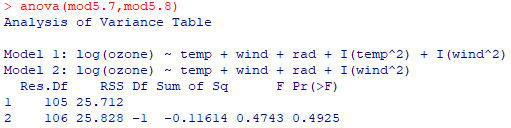 > anova(mod5.7,mod5.8)
Analysis of Variance Table
Model 1: log(ozone) ~ temp + wind + rad + I(temp^2) + I(wind^2)
Model 2: log(ozone) ~ temp + wind + rad + I(wind^2)
  Res.Df    RSS Df Sum of Sq      F Pr(>F)
1    105 25.712
2    106 25.828 -1  -0.11614 0.4743 0.4925